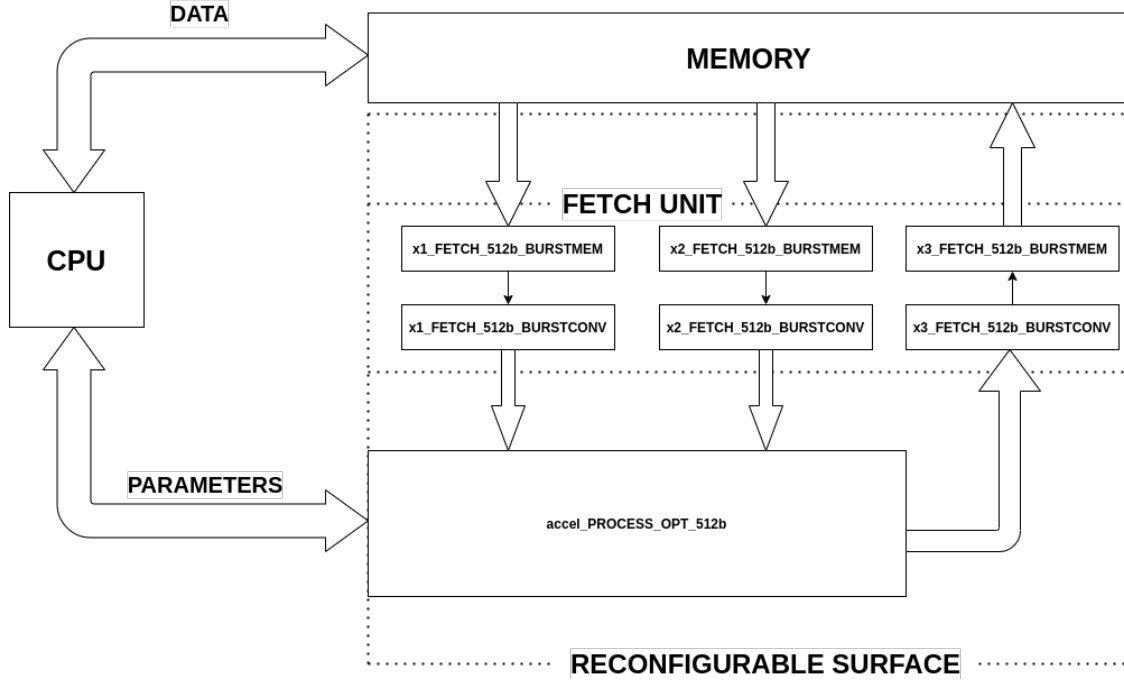 DATA
MEMORY
FETCH UNIT
x1_FETCH_512b_BURSTMEM
x2_FETCH_512b_BURSTMEM
x3_FETCH_512b_BURSTMEM
CPU
x1_FETCH_512b_BURSTCONV
x2_FETCH_512b_BURSTCONV
x3_FETCH_512b_BURSTCONV
PARAMETERS
accel_PROCESS_OPT_512b
RECONFIGURABLE SURFACE